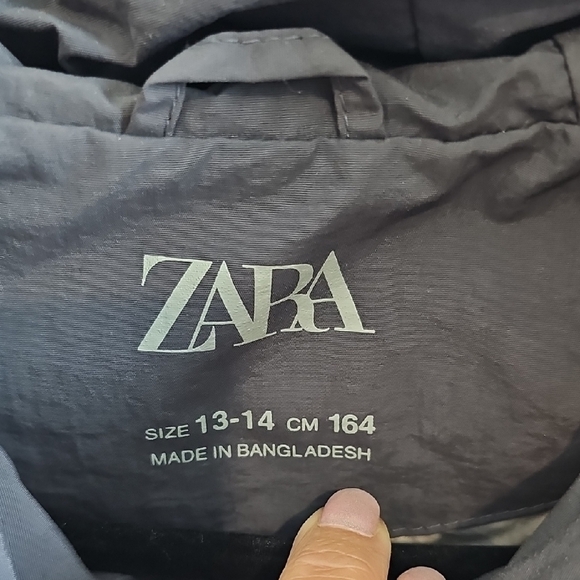 ZARA
SIZE 13-14 CM 164
MADE IN BANGLADESH